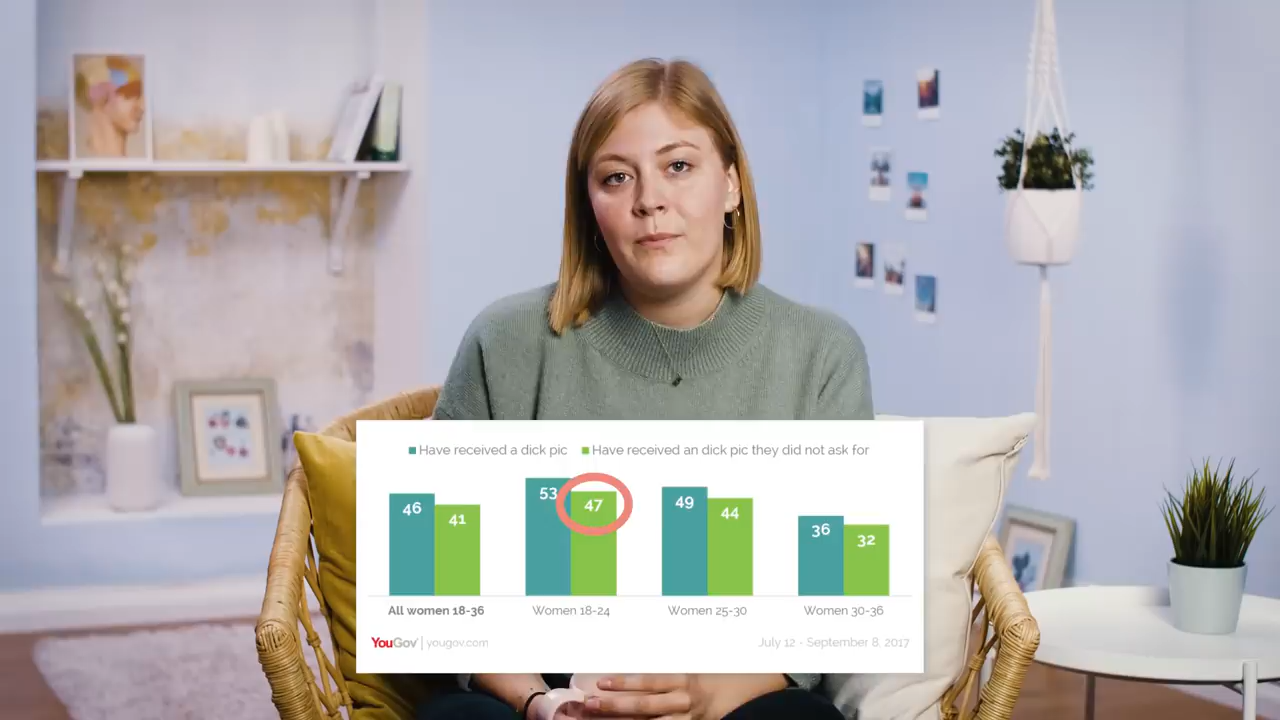 Have received a dick pic Have received an dick pic they did not ask for
46 41 53 47 49 44 36 32
All women 18-36 Women 18-24 Women 25-30 Women 30-36
YouGov | yougov.com July 12 - September 8, 2017